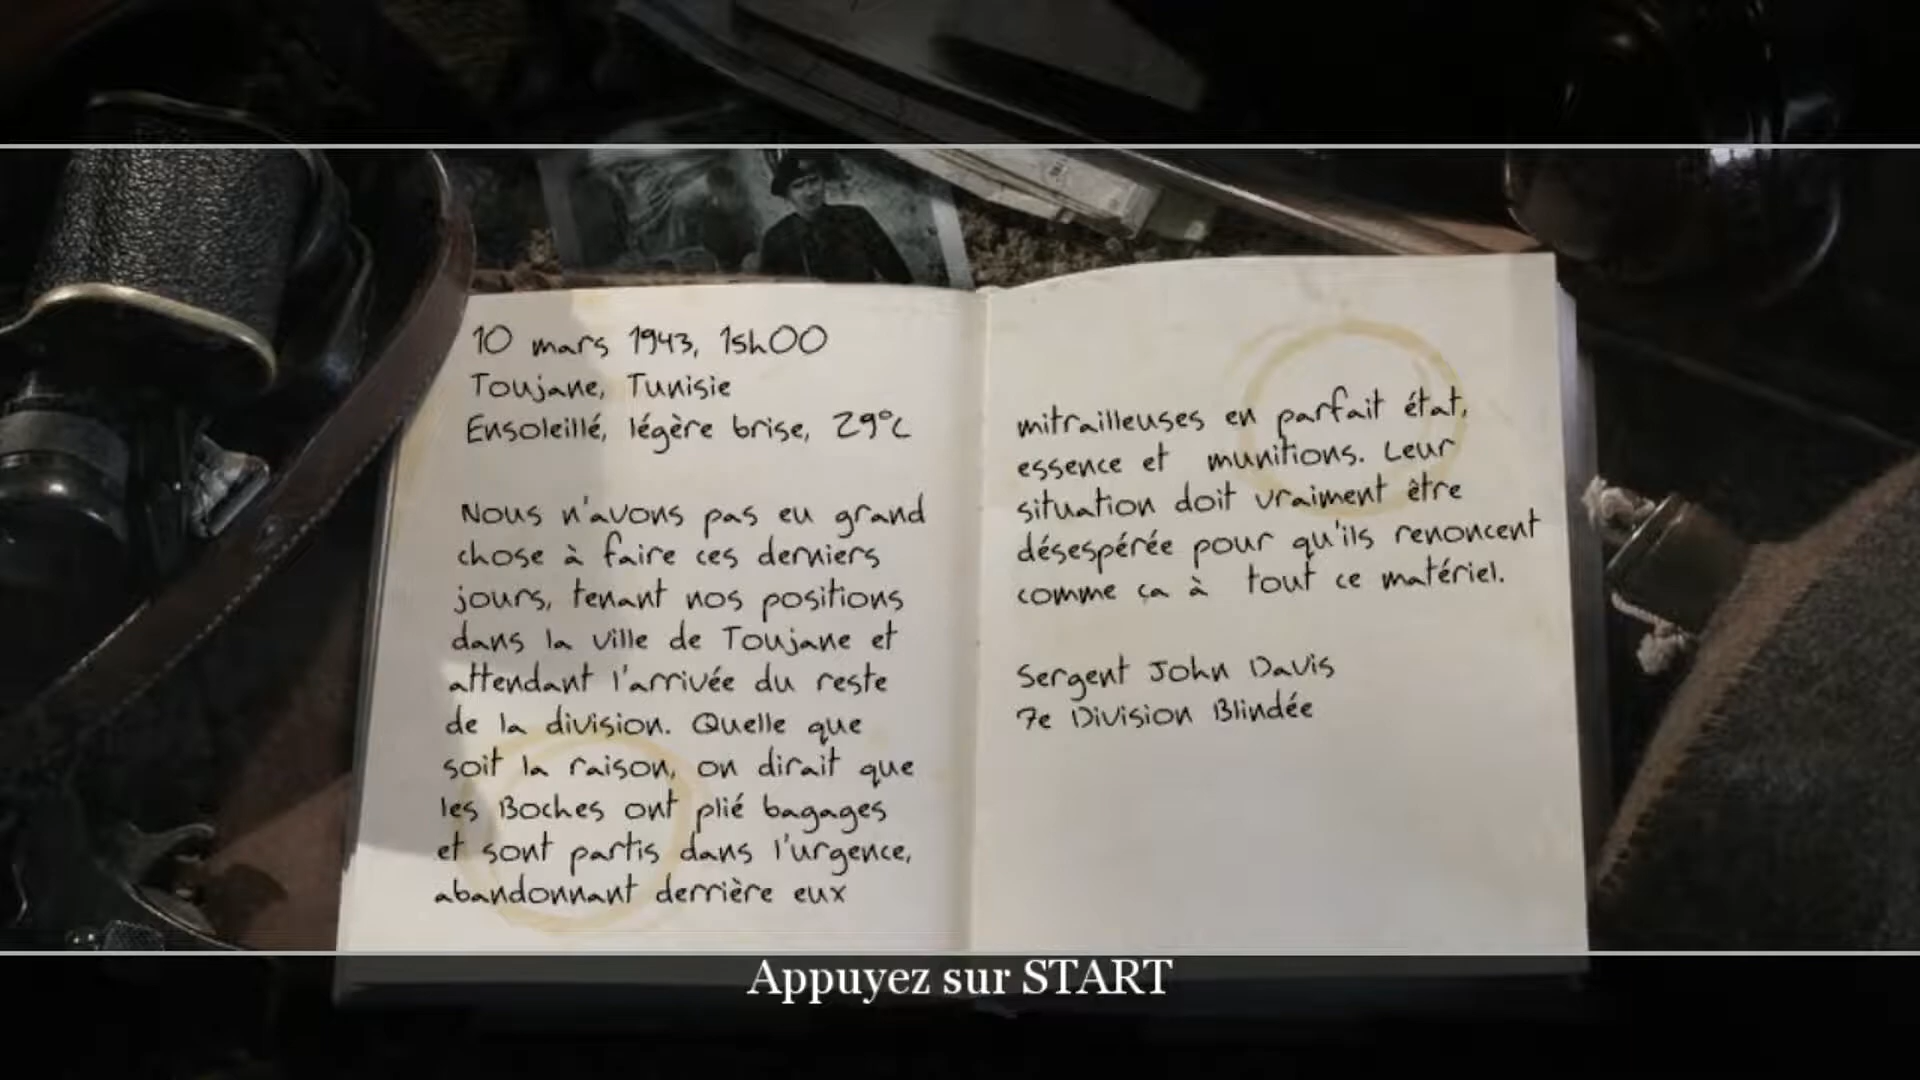 10 mars 1943, 15h00
Toujane, Tunisie
Ensoleillé, légère brise, 29°C
Nous n'avons pas eu grand
chose à faire ces derniers
jours, tenant nos positions
dans la ville de Toujane et
attendant l'arrivée du reste
de la division. Quelle que
soit la raison, on dirait que
les Boches ont plié bagages
et sont partis dans l'urgence,
abandonnant derrière eux
mitrailleuses en parfait état,
essence et munitions. Leur
situation doit vraiment être
désespérée pour qu'ils renoncent
comme ça à tout ce matériel.
Sergent John Davis
7e Division Blindée
Appuyez sur START